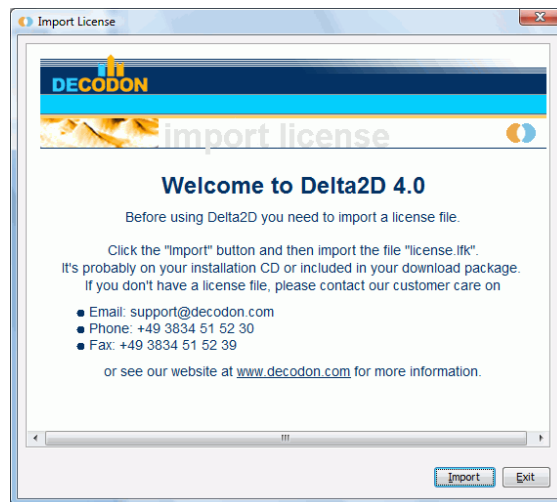 Import License
DECODON
import license
Welcome to Delta2D 4.0
Before using Delta2D you need to import a license file.
Click the "Import" button and then import the file "license.lfk".
It's probably on your installation CD or included in your download package.
If you don't have a license file, please contact our customer care on
Email: support@decodon.com
Phone: +49 3834 51 52 30
Fax: +49 3834 51 52 39
or see our website at www.decodon.com for more information.
Import Exit